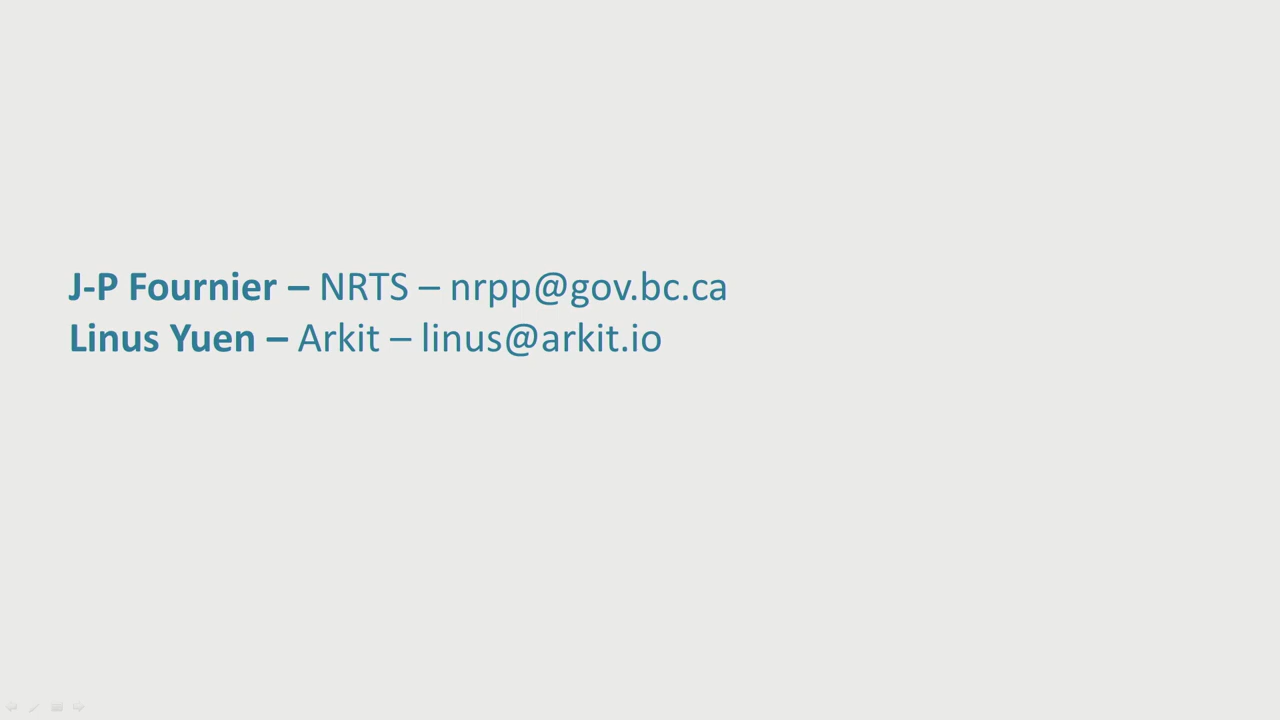 J-P Fournier – NRTS – nrpp@gov.bc.ca
Linus Yuen – Arkit – linus@arkit.io